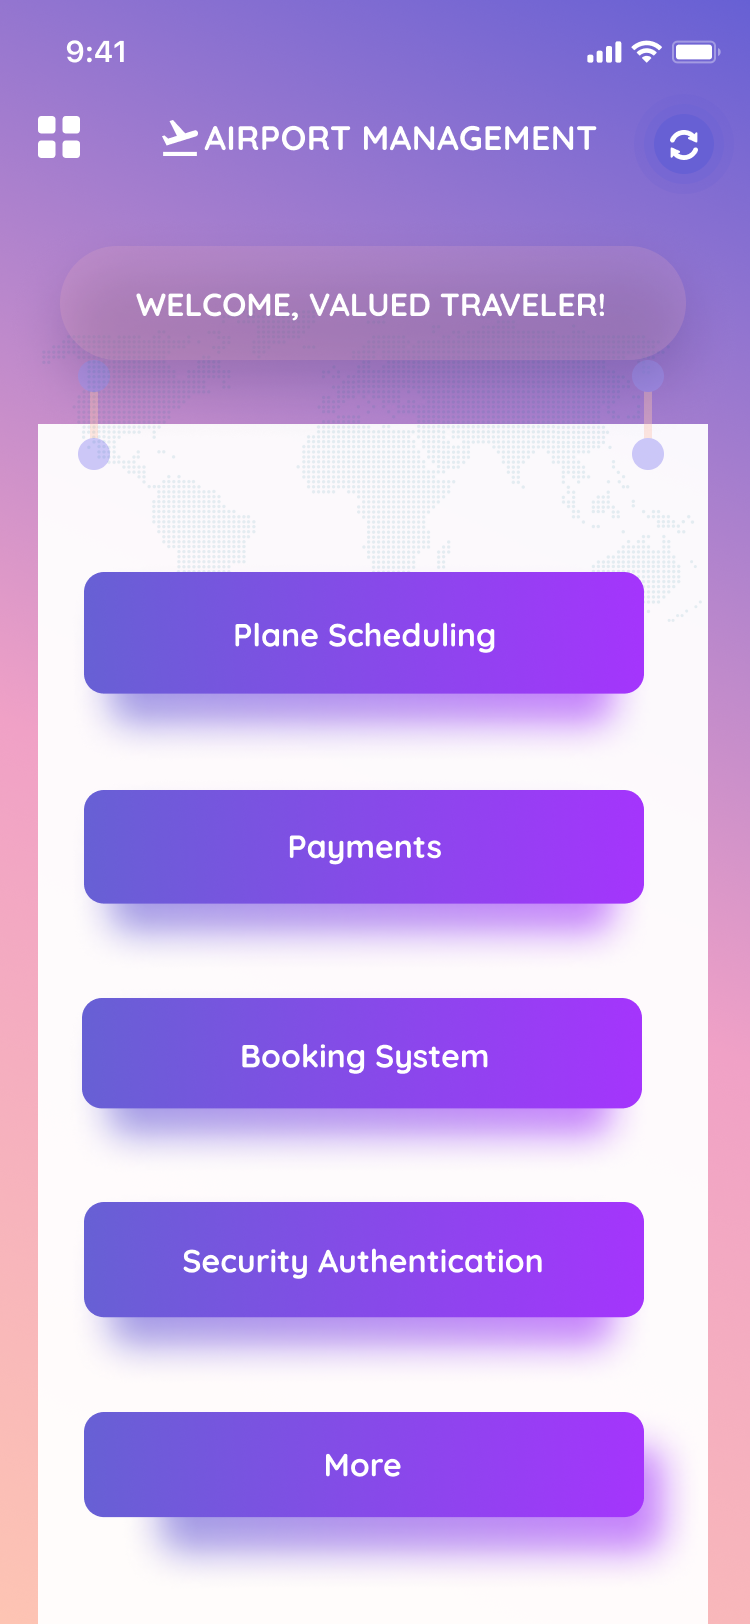 9:41
AIRPORT MANAGEMENT
WELCOME, VALUED TRAVELER!
Plane Scheduling
Payments
Booking System
Security Authentication
More